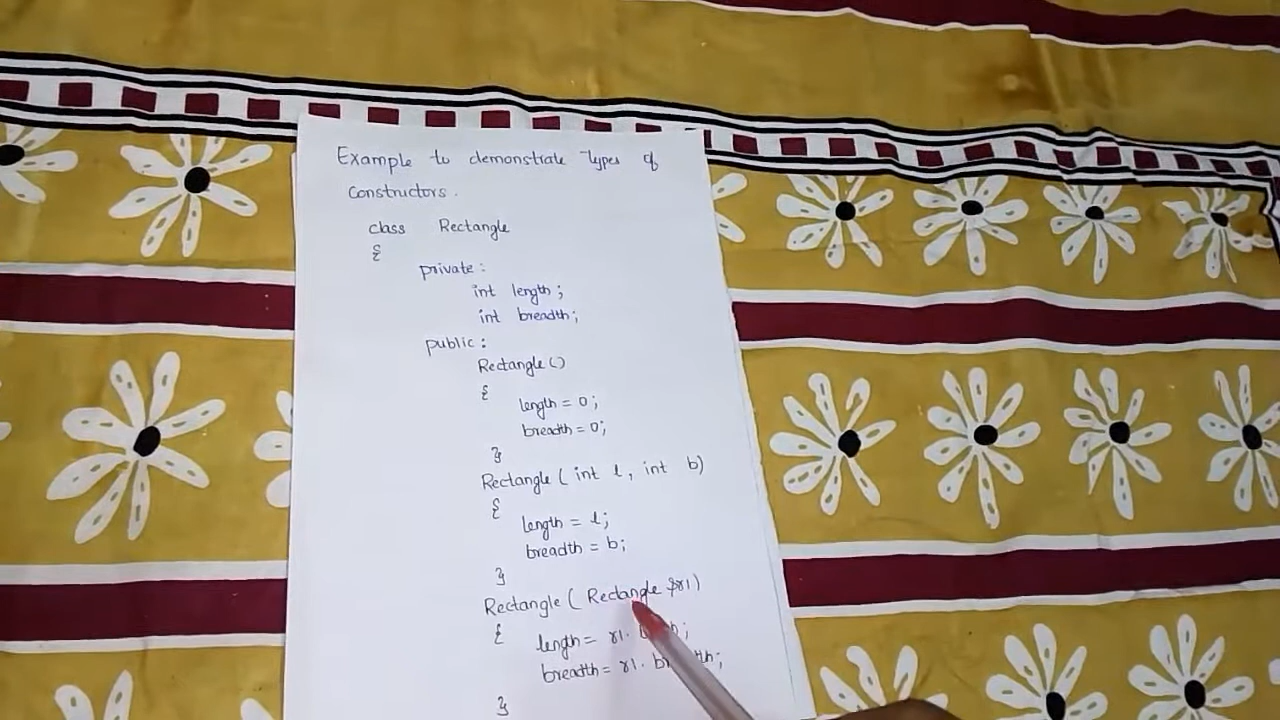 Example to demonstrate Types of
constructors.
class Rectangle
{
private:
int length;
int breadth;
public:
Rectangle()
{
length = 0;
breadth = 0;
}
Rectangle ( int l, int b)
{
length = l;
breadth = b;
}
Rectangle ( Rectangle &r1)
{
length = r1.
breadth = r1.
}